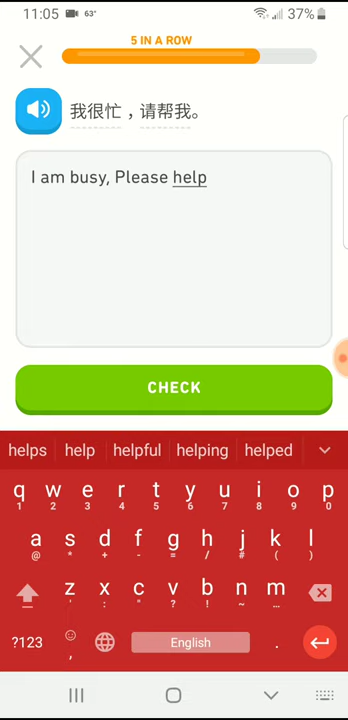 11:05 63° 37%
5 IN A ROW
我很忙，请帮我。
I am busy, Please help
CHECK
helps help helpful helping helped
q w e r t y u i o p
1 2 3 4 5 6 7 8 9 0
a s d f g h j k l
@ * + - = / # ( )
z x c v b n m
' : " ? ! ~ …
?123 , English .